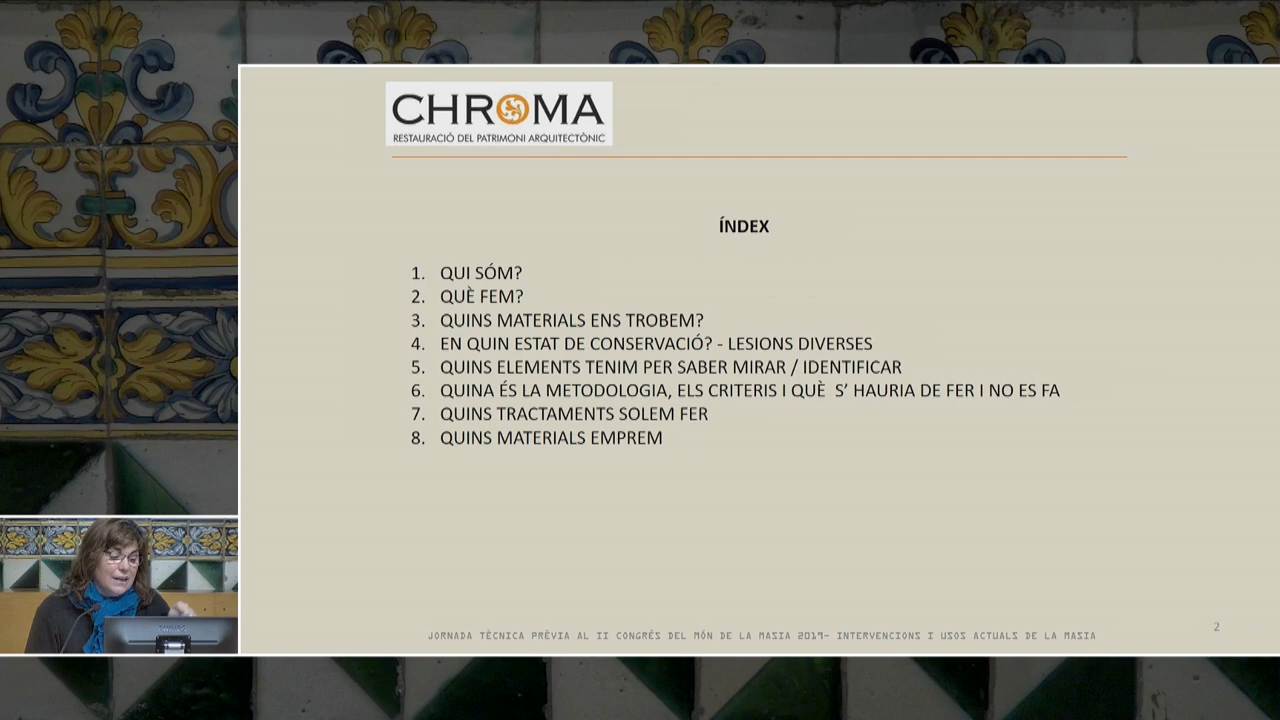 CHROMA
RESTAURACIÓ DEL PATRIMONI ARQUITECTÒNIC
ÍNDEX
1. QUI SÓM?
2. QUÈ FEM?
3. QUINS MATERIALS ENS TROBEM?
4. EN QUIN ESTAT DE CONSERVACIÓ? - LESIONS DIVERSES
5. QUINS ELEMENTS TENIM PER SABER MIRAR / IDENTIFICAR
6. QUINA ÉS LA METODOLOGIA, ELS CRITERIS I QUÈ S' HAURIA DE FER I NO ES FA
7. QUINS TRACTAMENTS SOLEM FER
8. QUINS MATERIALS EMPREM
JORNADA TÈCNICA PRÈVIA AL II CONGRÉS DEL MÓN DE LA MASIA 2019- INTERVENCIONS I USOS ACTUALS DE LA MASIA
2
PHILIPS